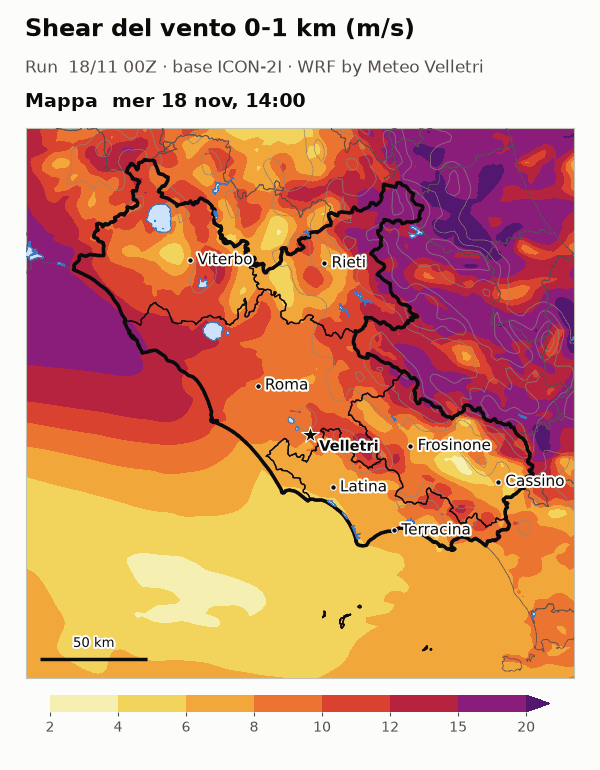 Shear del vento 0-1 km (m/s)
Run  18/11 00Z · base ICON-2I · WRF by Meteo Velletri
Mappa  mer 18 nov, 14:00
Viterbo
Rieti
Roma
Velletri
Frosinone
Latina
Cassino
Terracina
50 km
2 4 6 8 10 12 15 20